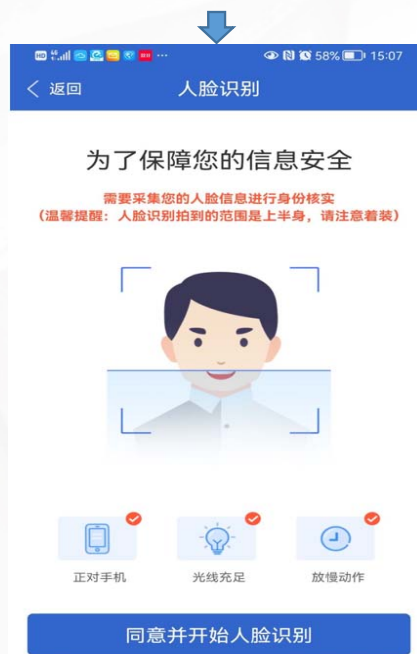 HD 58% 15:07
返回 人脸识别
为了保障您的信息安全
需要采集您的人脸信息进行身份核实
（温馨提醒：人脸识别拍到的范围是上半身，请注意着装）
正对手机 光线充足 放慢动作
同意并开始人脸识别